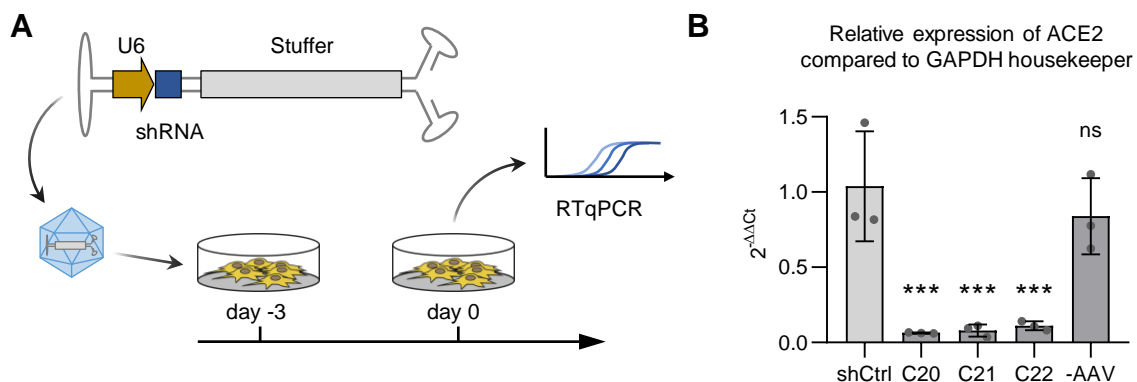 A
U6
Stuffer
shRNA
RTqPCR
day -3
day 0
B
Relative expression of ACE2
compared to GAPDH housekeeper
2^-ΔΔCt
1.5
1.0
0.5
0.0
ns
*** *** ***
shCtrl C20 C21 C22 -AAV